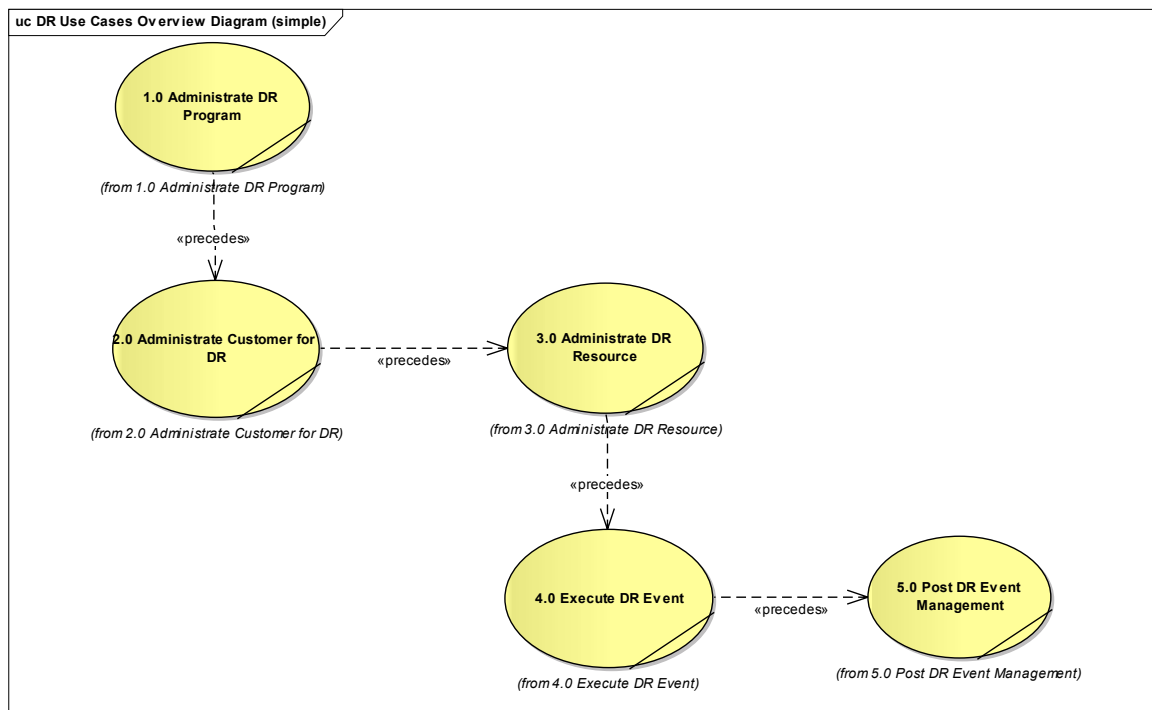 uc DR Use Cases Overview Diagram (simple)
1.0 Administrate DR
Program
(from 1.0 Administrate DR Program)
«precedes»
2.0 Administrate Customer for
DR
(from 2.0 Administrate Customer for DR)
«precedes»
3.0 Administrate DR
Resource
(from 3.0 Administrate DR Resource)
«precedes»
4.0 Execute DR Event
(from 4.0 Execute DR Event)
«precedes»
5.0 Post DR Event
Management
(from 5.0 Post DR Event Management)